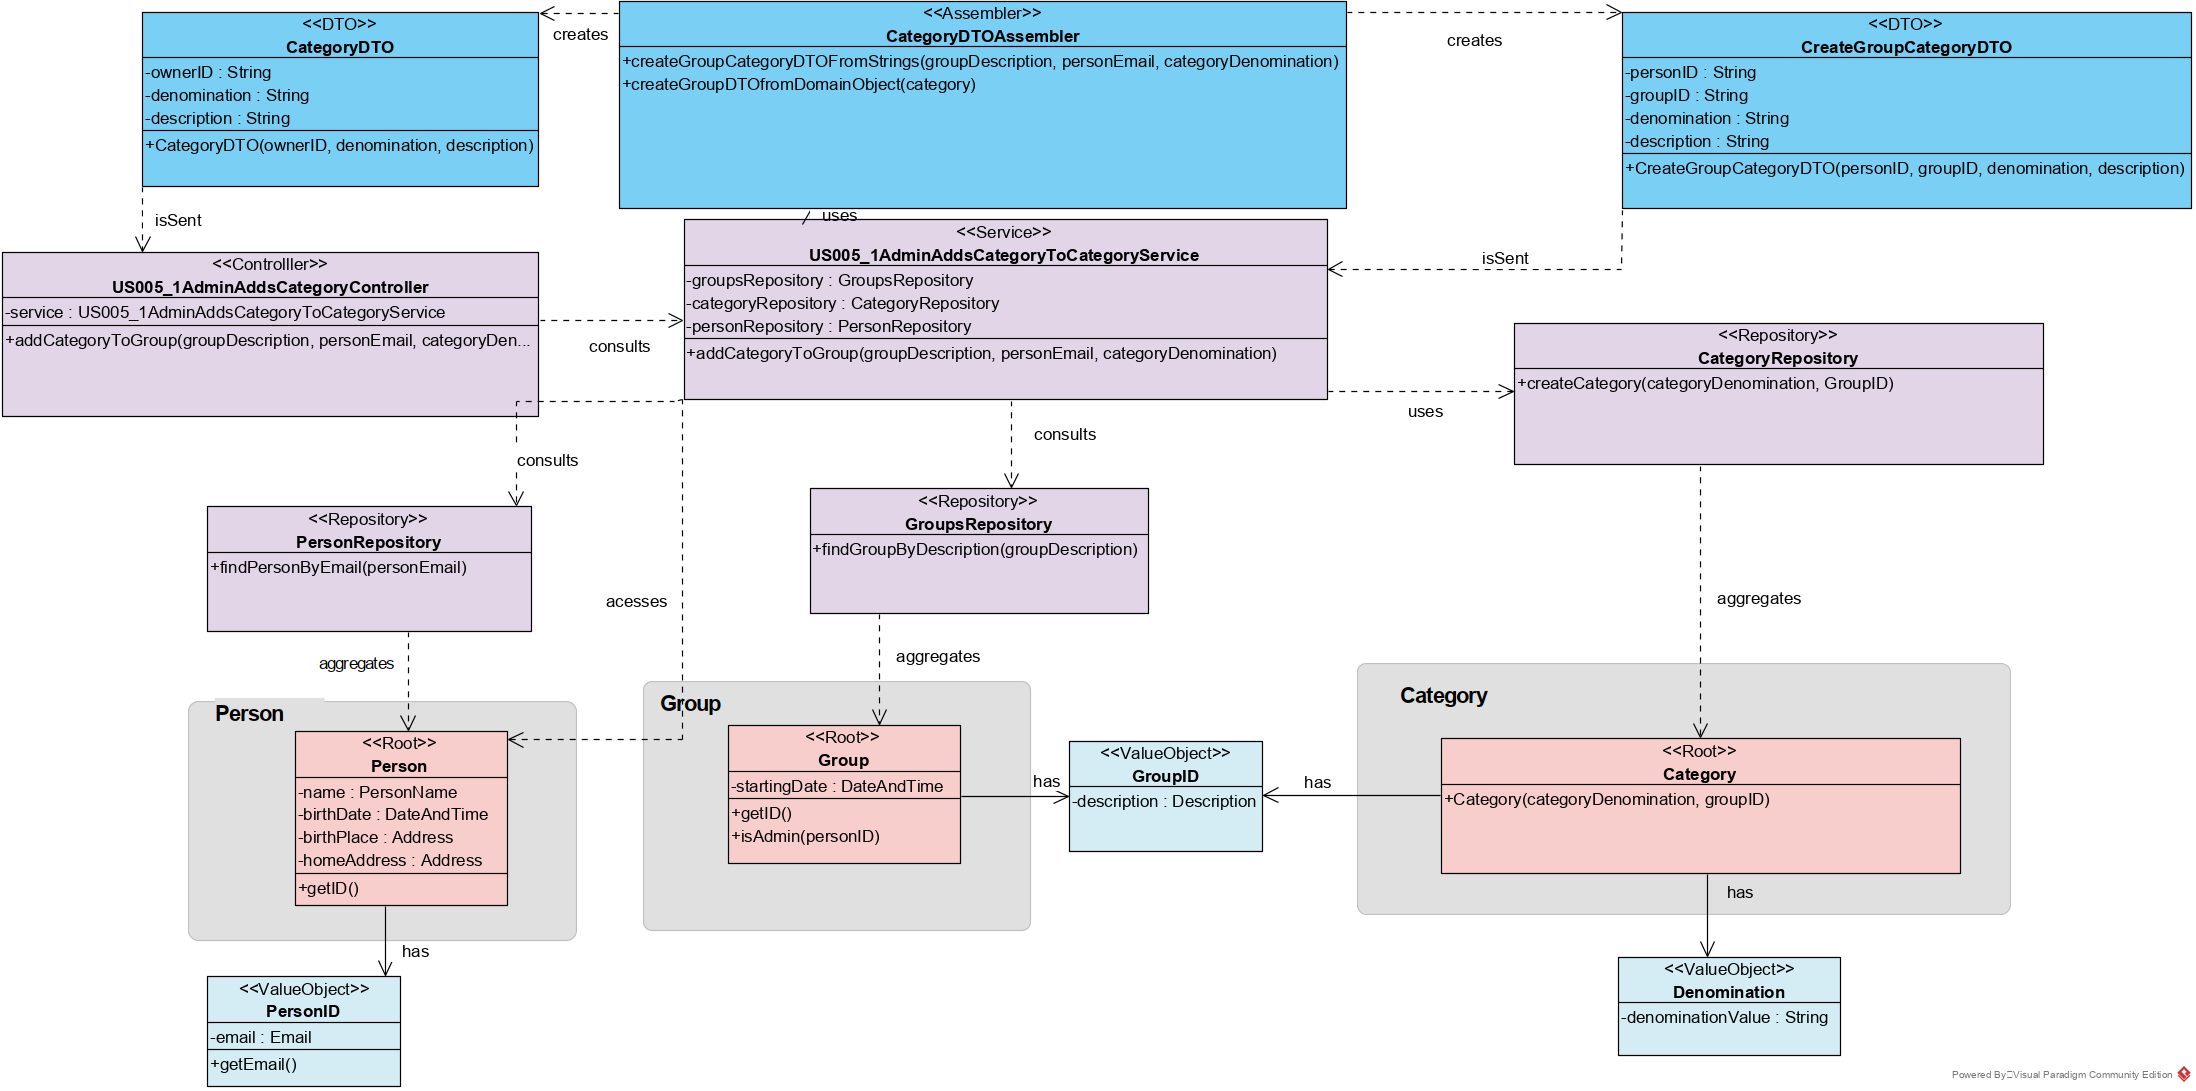 <<DTO>>
CategoryDTO
-ownerID : String
-denomination : String
-description : String
+CategoryDTO(ownerID, denomination, description)
creates
<<Assembler>>
CategoryDTOAssembler
+createGroupCategoryDTOFromStrings(groupDescription, personEmail, categoryDenomination)
+createGroupDTOfromDomainObject(category)
creates
<<DTO>>
CreateGroupCategoryDTO
-personID : String
-groupID : String
-denomination : String
-description : String
+CreateGroupCategoryDTO(personID, groupID, denomination, description)
isSent
uses
isSent
<<Controlller>>
US005_1AdminAddsCategoryController
-service : US005_1AdminAddsCategoryToCategoryService
+addCategoryToGroup(groupDescription, personEmail, categoryDen...
consults
<<Service>>
US005_1AdminAddsCategoryToCategoryService
-groupsRepository : GroupsRepository
-categoryRepository : CategoryRepository
-personRepository : PersonRepository
+addCategoryToGroup(groupDescription, personEmail, categoryDenomination)
uses
<<Repository>>
CategoryRepository
+createCategory(categoryDenomination, GroupID)
consults
consults
<<Repository>>
PersonRepository
+findPersonByEmail(personEmail)
<<Repository>>
GroupsRepository
+findGroupByDescription(groupDescription)
acesses
aggregates
aggregates
aggregates
Person
<<Root>>
Person
-name : PersonName
-birthDate : DateAndTime
-birthPlace : Address
-homeAddress : Address
+getID()
Group
<<Root>>
Group
-startingDate : DateAndTime
+getID()
+isAdmin(personID)
has
<<ValueObject>>
GroupID
-description : Description
has
Category
<<Root>>
Category
+Category(categoryDenomination, groupID)
has
has
<<ValueObject>>
PersonID
-email : Email
+getEmail()
<<ValueObject>>
Denomination
-denominationValue : String
Powered By Visual Paradigm Community Edition